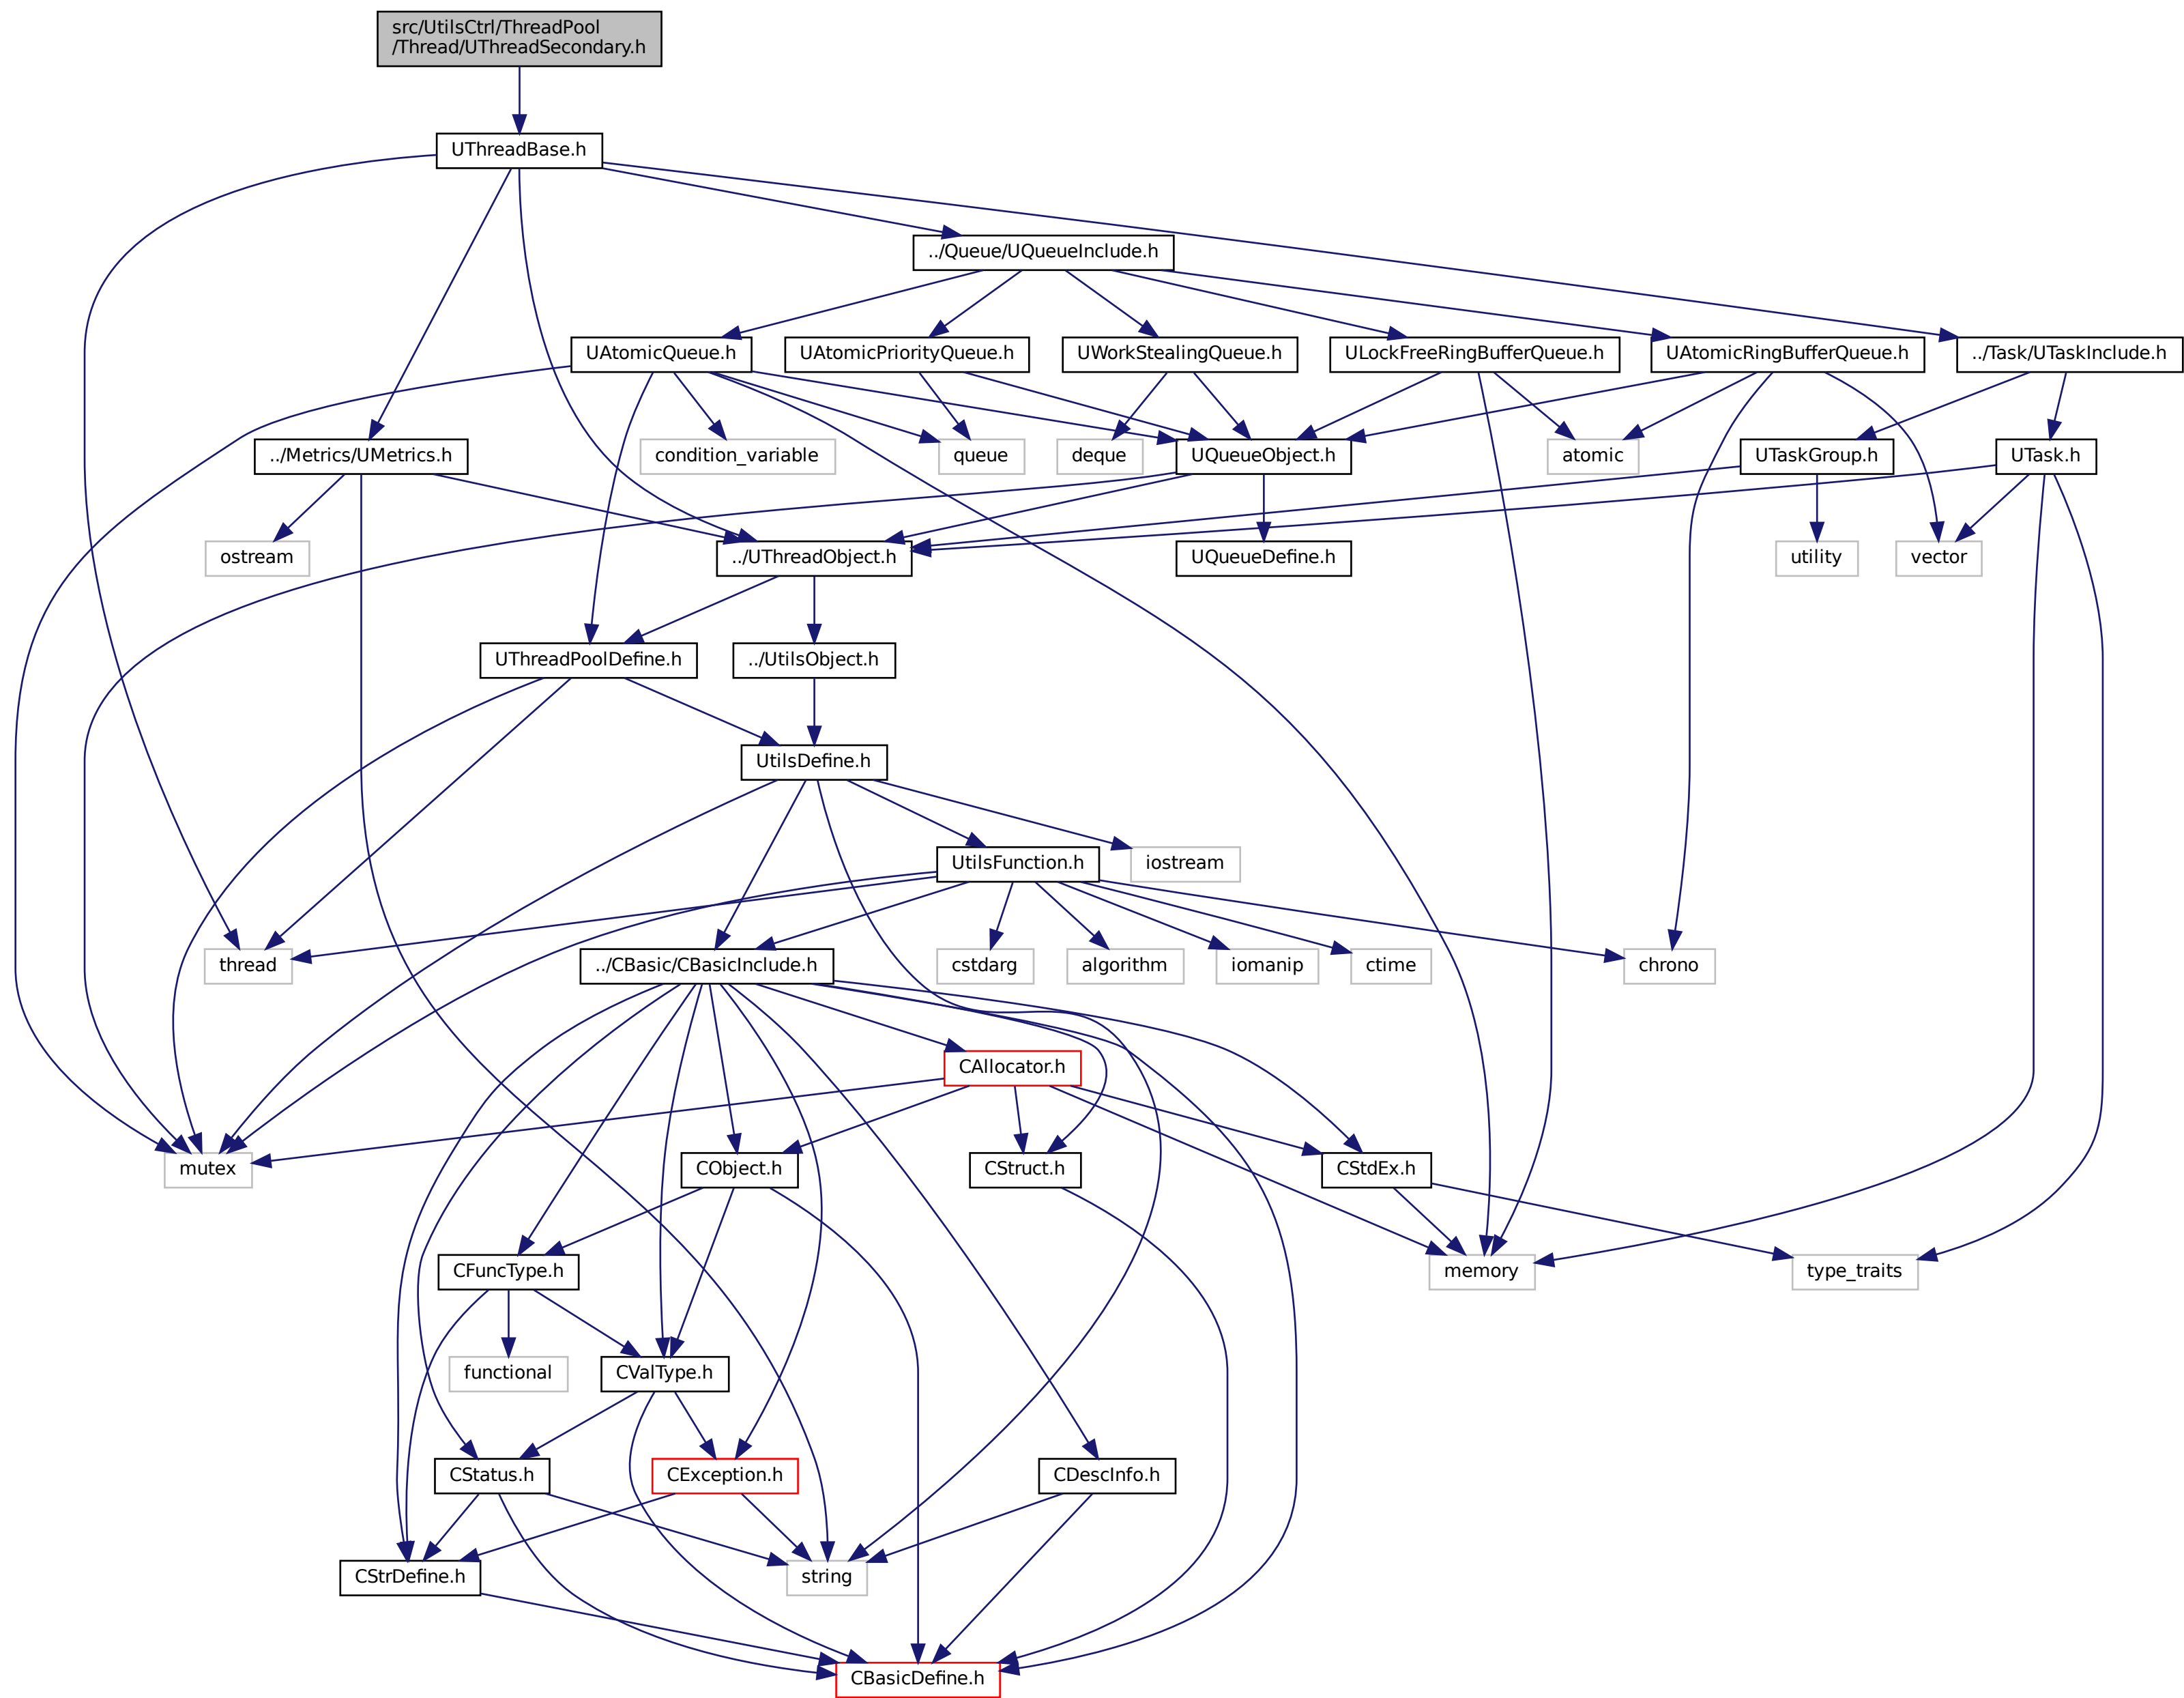 src/UtilsCtrl/ThreadPool
/Thread/UThreadSecondary.h
UThreadBase.h
../Queue/UQueueInclude.h
UAtomicQueue.h
UAtomicPriorityQueue.h
UWorkStealingQueue.h
ULockFreeRingBufferQueue.h
UAtomicRingBufferQueue.h
../Task/UTaskInclude.h
../Metrics/UMetrics.h
condition_variable
queue
deque
UQueueObject.h
atomic
UTaskGroup.h
UTask.h
ostream
../UThreadObject.h
UQueueDefine.h
utility
vector
UThreadPoolDefine.h
../UtilsObject.h
UtilsDefine.h
UtilsFunction.h
iostream
thread
../CBasic/CBasicInclude.h
cstdarg
algorithm
iomanip
ctime
chrono
CAllocator.h
mutex
CObject.h
CStruct.h
CStdEx.h
CFuncType.h
memory
type_traits
functional
CValType.h
CStatus.h
CException.h
CDescInfo.h
CStrDefine.h
string
CBasicDefine.h